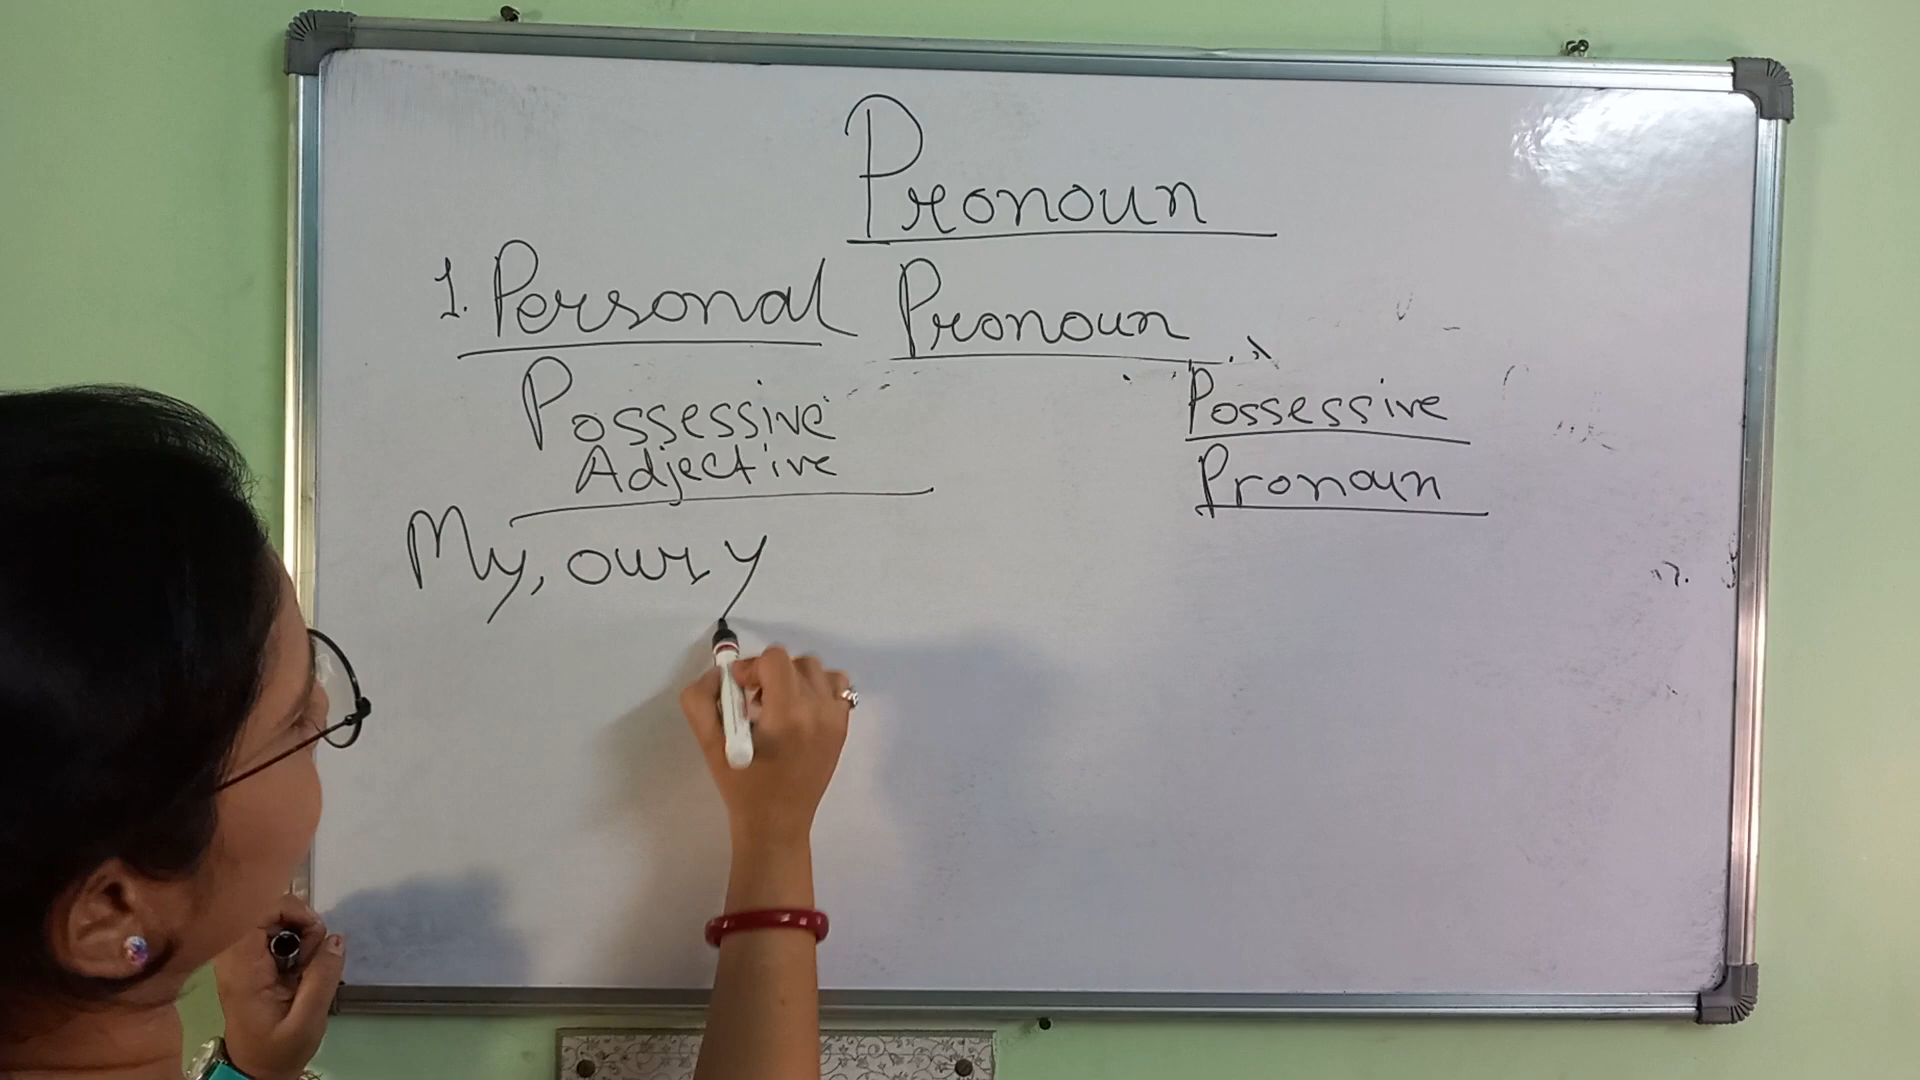 Pronoun
1. Personal Pronoun
Possessive
Adjective
Possessive
Pronoun
My, our, y